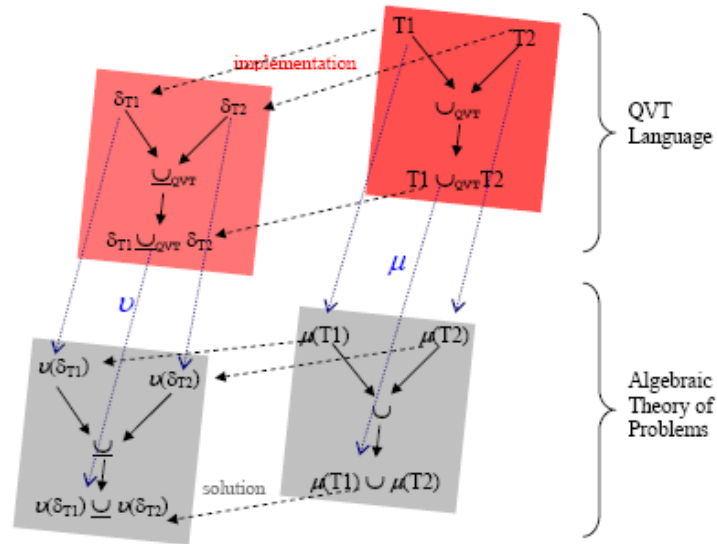 T1
T2
implémentation
δT1
δT2
∪QVT
QVT
Language
∪QVT
T1 ∪QVT T2
δT1 ∪QVT δT2
μ
υ
μ(T1)
μ(T2)
υ(δT1)
υ(δT2)
Algebraic
Theory of
Problems
∪
∪
solution
μ(T1) ∪ μ(T2)
υ(δT1) ∪ υ(δT2)